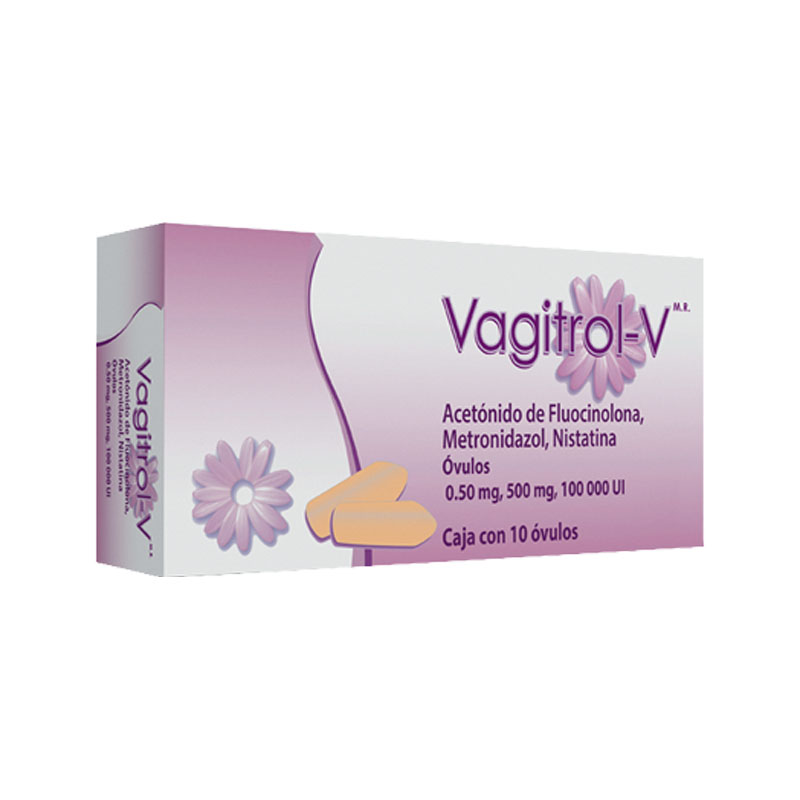 Vagitrol-V M.R.
Acetónido de Fluocinolona,
Metronidazol, Nistatina
Óvulos
0.50 mg, 500 mg, 100 000 UI
Caja con 10 óvulos
Vagitrol-V M.R.
Acetónido de Fluocinolona,
Metronidazol, Nistatina
Óvulos
0.50 mg, 500 mg, 100 000 UI